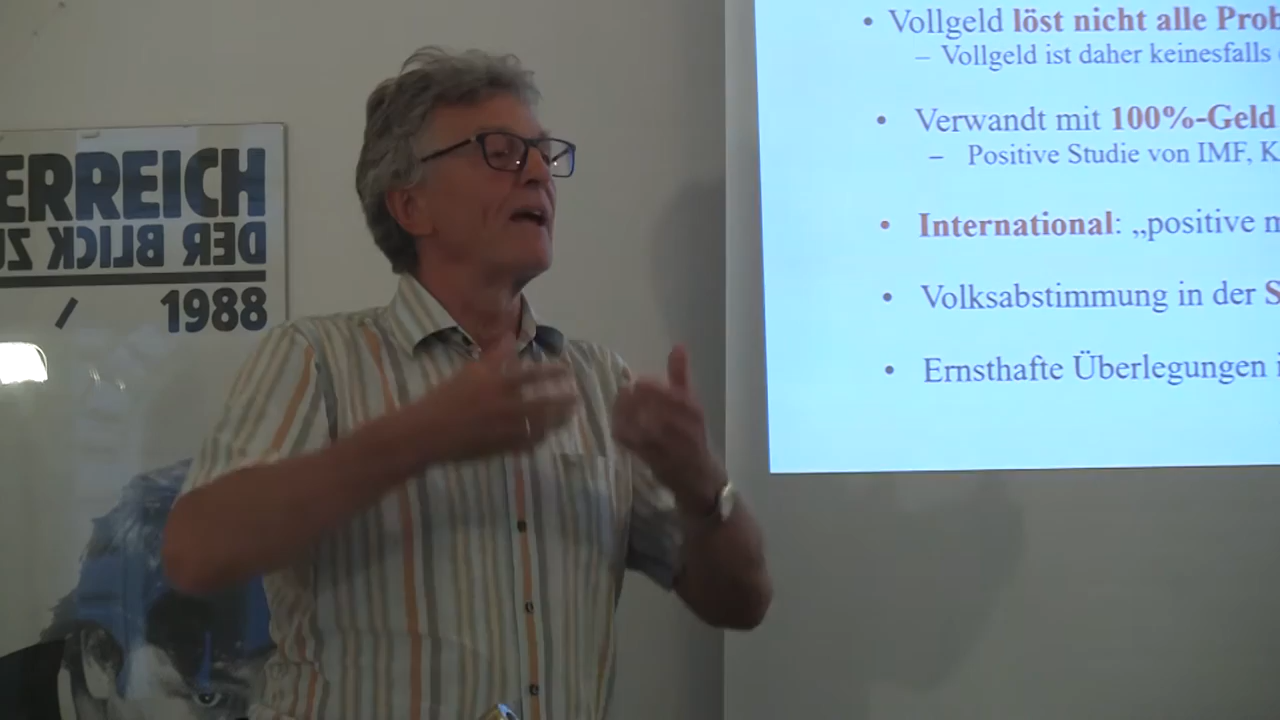 ERREICH
DER BLICK ZU
1988
• Vollgeld löst nicht alle Prob
– Vollgeld ist daher keinesfalls
• Verwandt mit 100%-Geld
– Positive Studie von IMF, K
• International: „positive m
• Volksabstimmung in der S
• Ernsthafte Überlegungen i